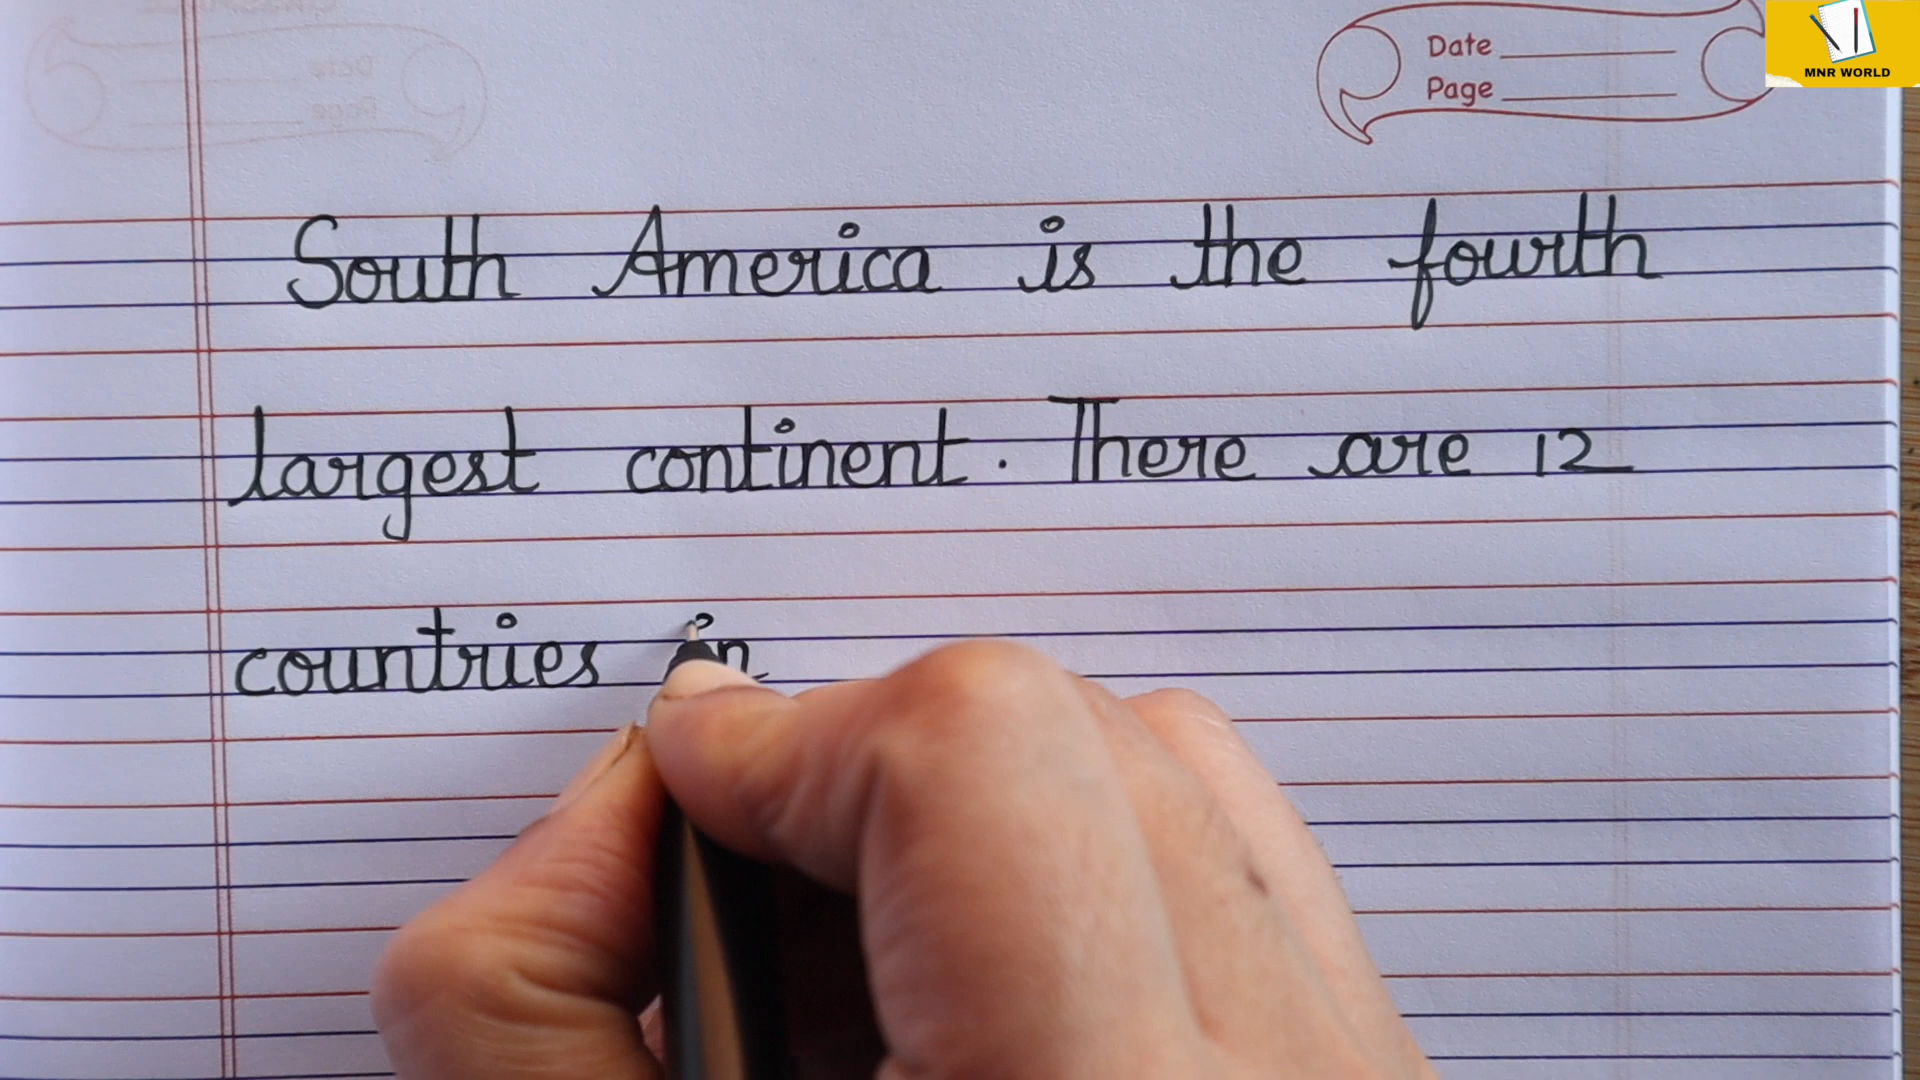 Date
Page
MNR WORLD
South America is the fourth
largest continent. There are 12
countries in